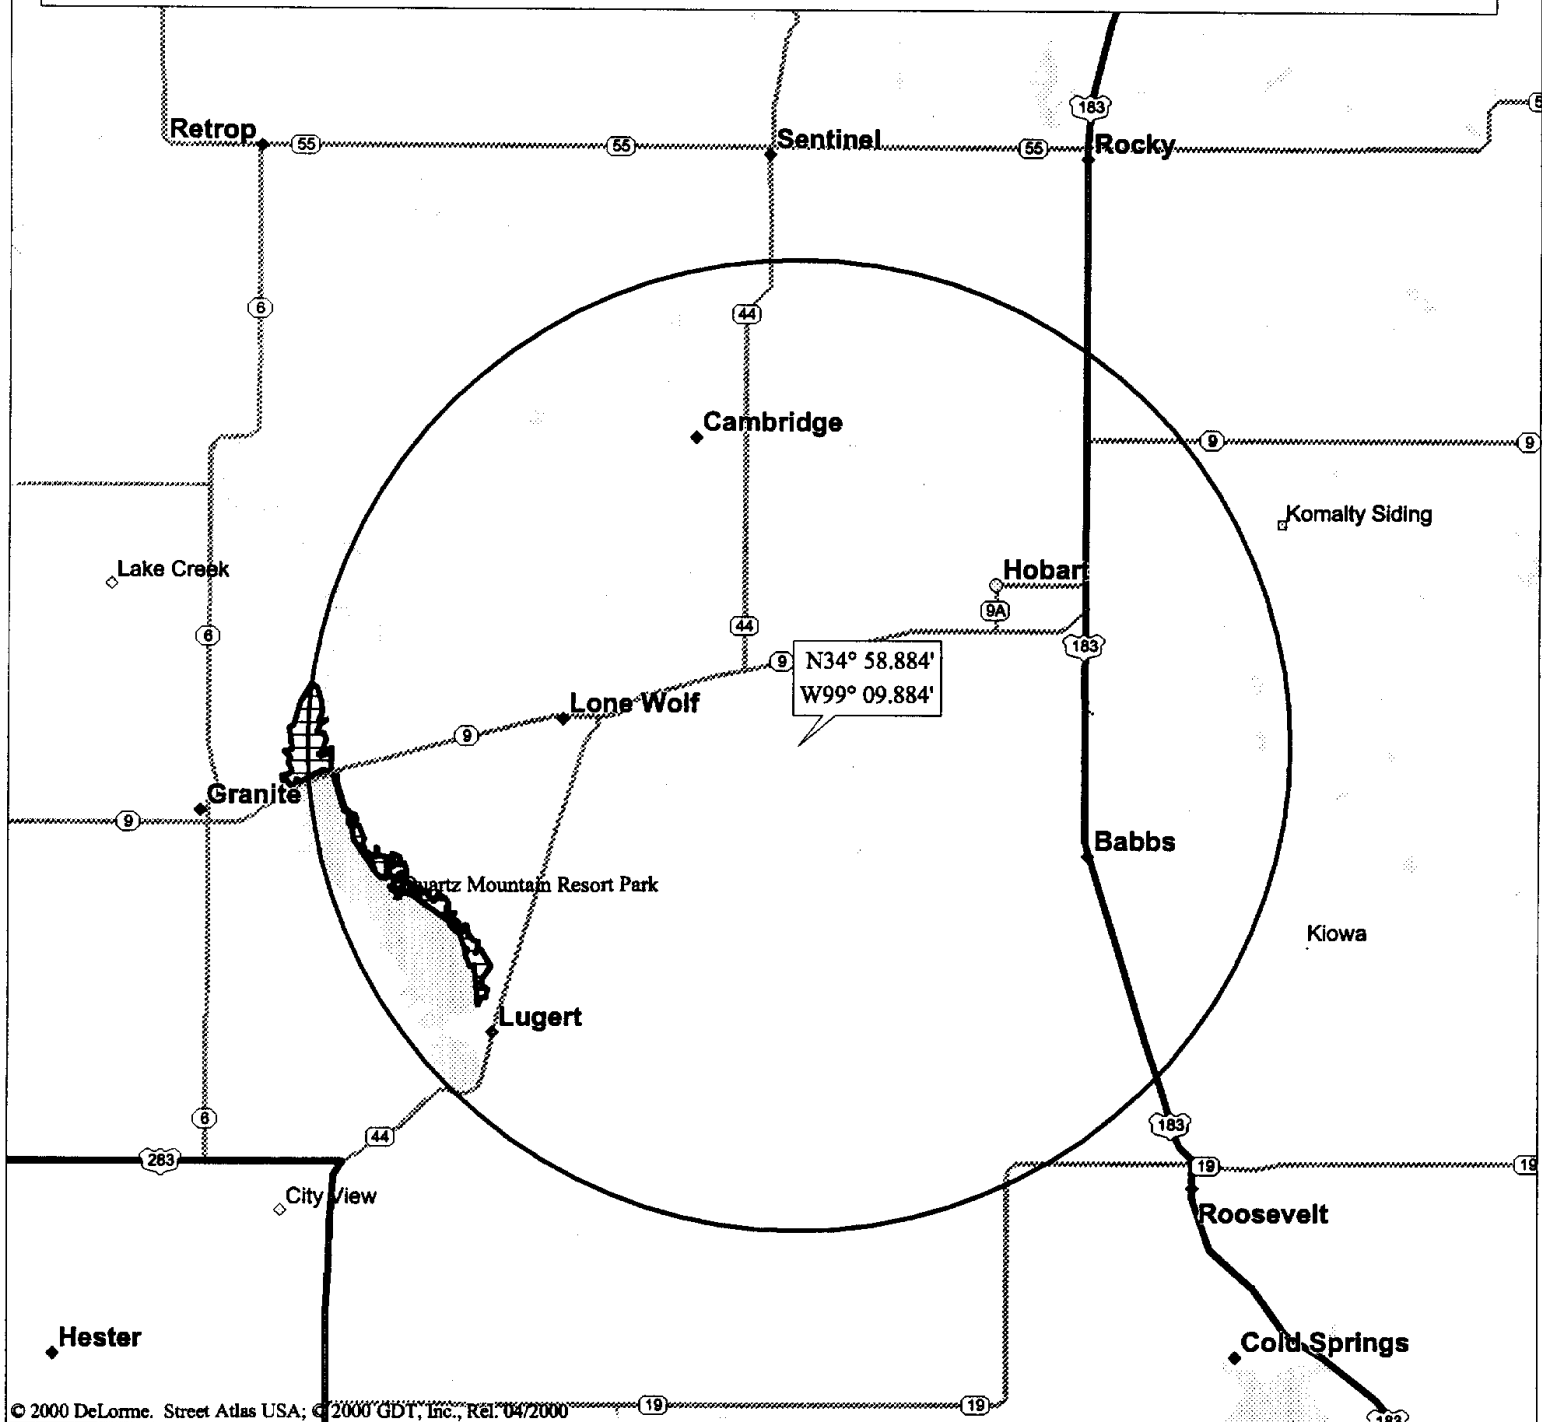 183
5
Retrop
55
55
Sentinel
55
Rocky
6
44
Cambridge
9
9
Komalty Siding
Lake Creek
Hobar
9A
6
44
183
9
N34° 58.884'
W99° 09.884'
Lone Wolf
9
Granite
9
Babbs
Quartz Mountain Resort Park
Kiowa
Lugert
6
44
183
283
19
19
City View
Roosevelt
Hester
Cold Springs
© 2000 DeLorme. Street Atlas USA; © 2000 GDT, Inc., Rel. 04/2000
19
19
183